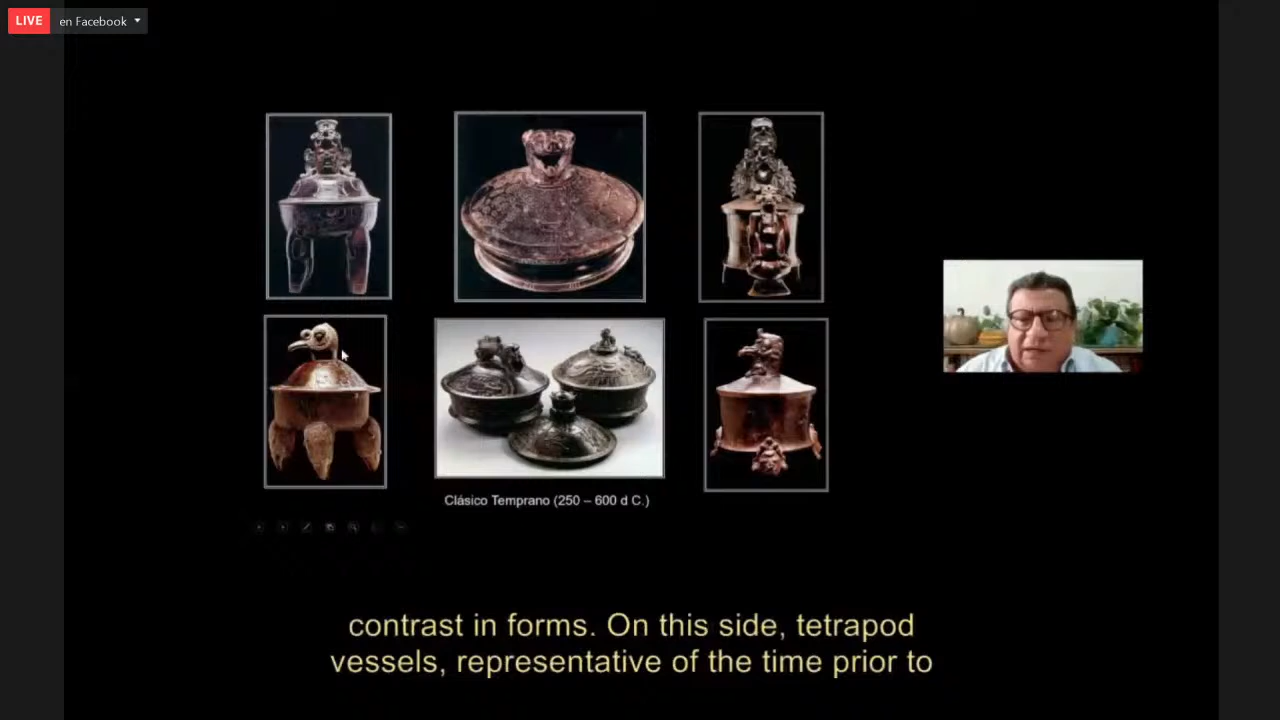 LIVE en Facebook
Clásico Temprano (250 – 600 d C.)
contrast in forms. On this side, tetrapod
vessels, representative of the time prior to